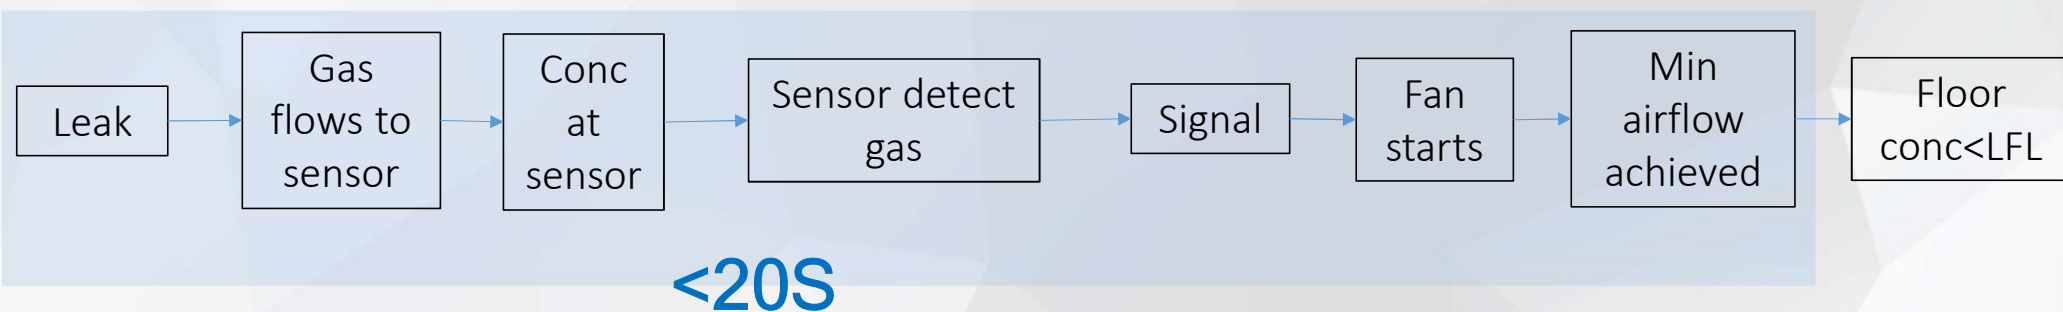 Leak
Gas
flows to
sensor
Conc
at
sensor
Sensor detect
gas
Signal
Fan
starts
Min
airflow
achieved
Floor
conc<LFL
<20S